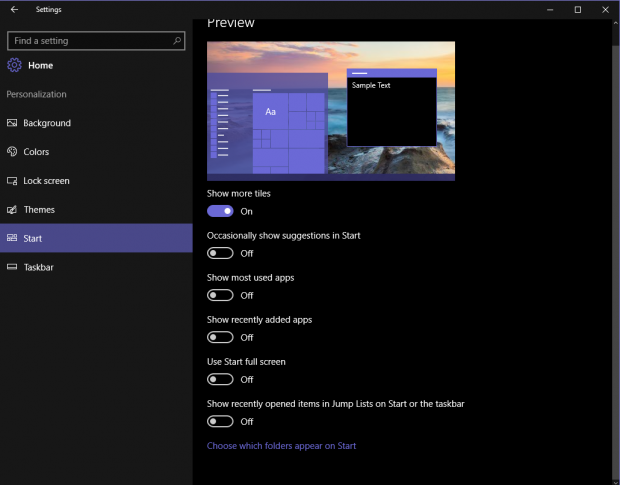 Settings
Find a setting
Home
Personalization
Background
Colors
Lock screen
Themes
Start
Taskbar
Preview
Aa
Sample Text
Show more tiles
On
Occasionally show suggestions in Start
Off
Show most used apps
Off
Show recently added apps
Off
Use Start full screen
Off
Show recently opened items in Jump Lists on Start or the taskbar
Off
Choose which folders appear on Start